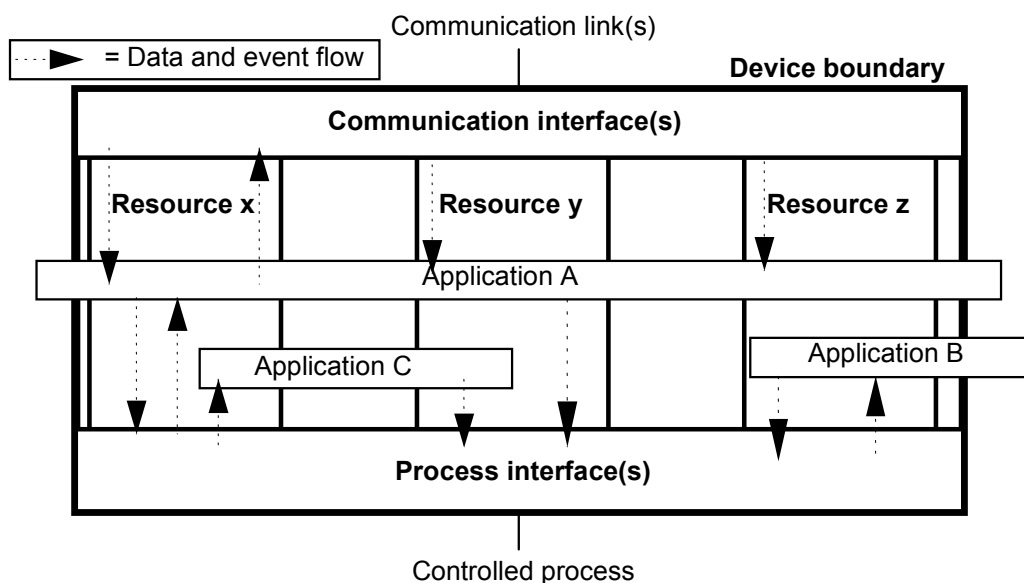 Communication link(s)
= Data and event flow
Device boundary
Communication interface(s)
Resource x
Resource y
Resource z
Application A
Application C
Application B
Process interface(s)
Controlled process